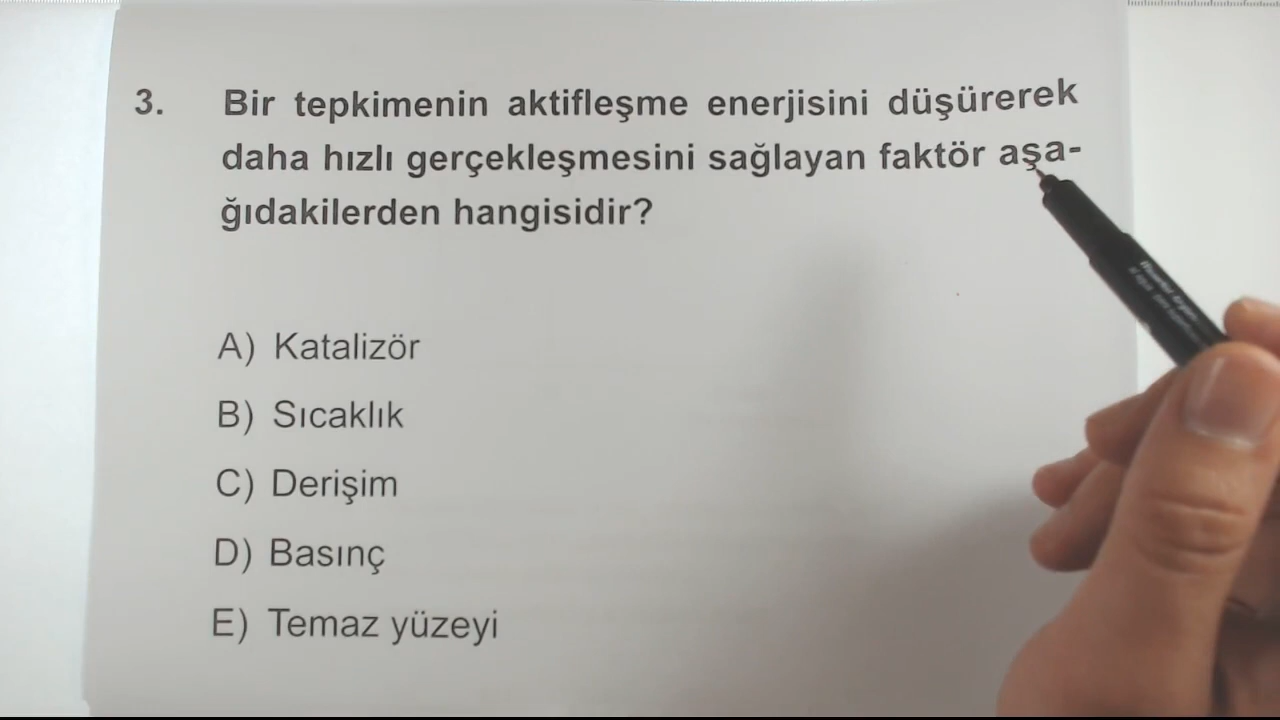 3. Bir tepkimenin aktifleşme enerjisini düşürerek
daha hızlı gerçekleşmesini sağlayan faktör aşa-
ğıdakilerden hangisidir?
A) Katalizör
B) Sıcaklık
C) Derişim
D) Basınç
E) Temaz yüzeyi